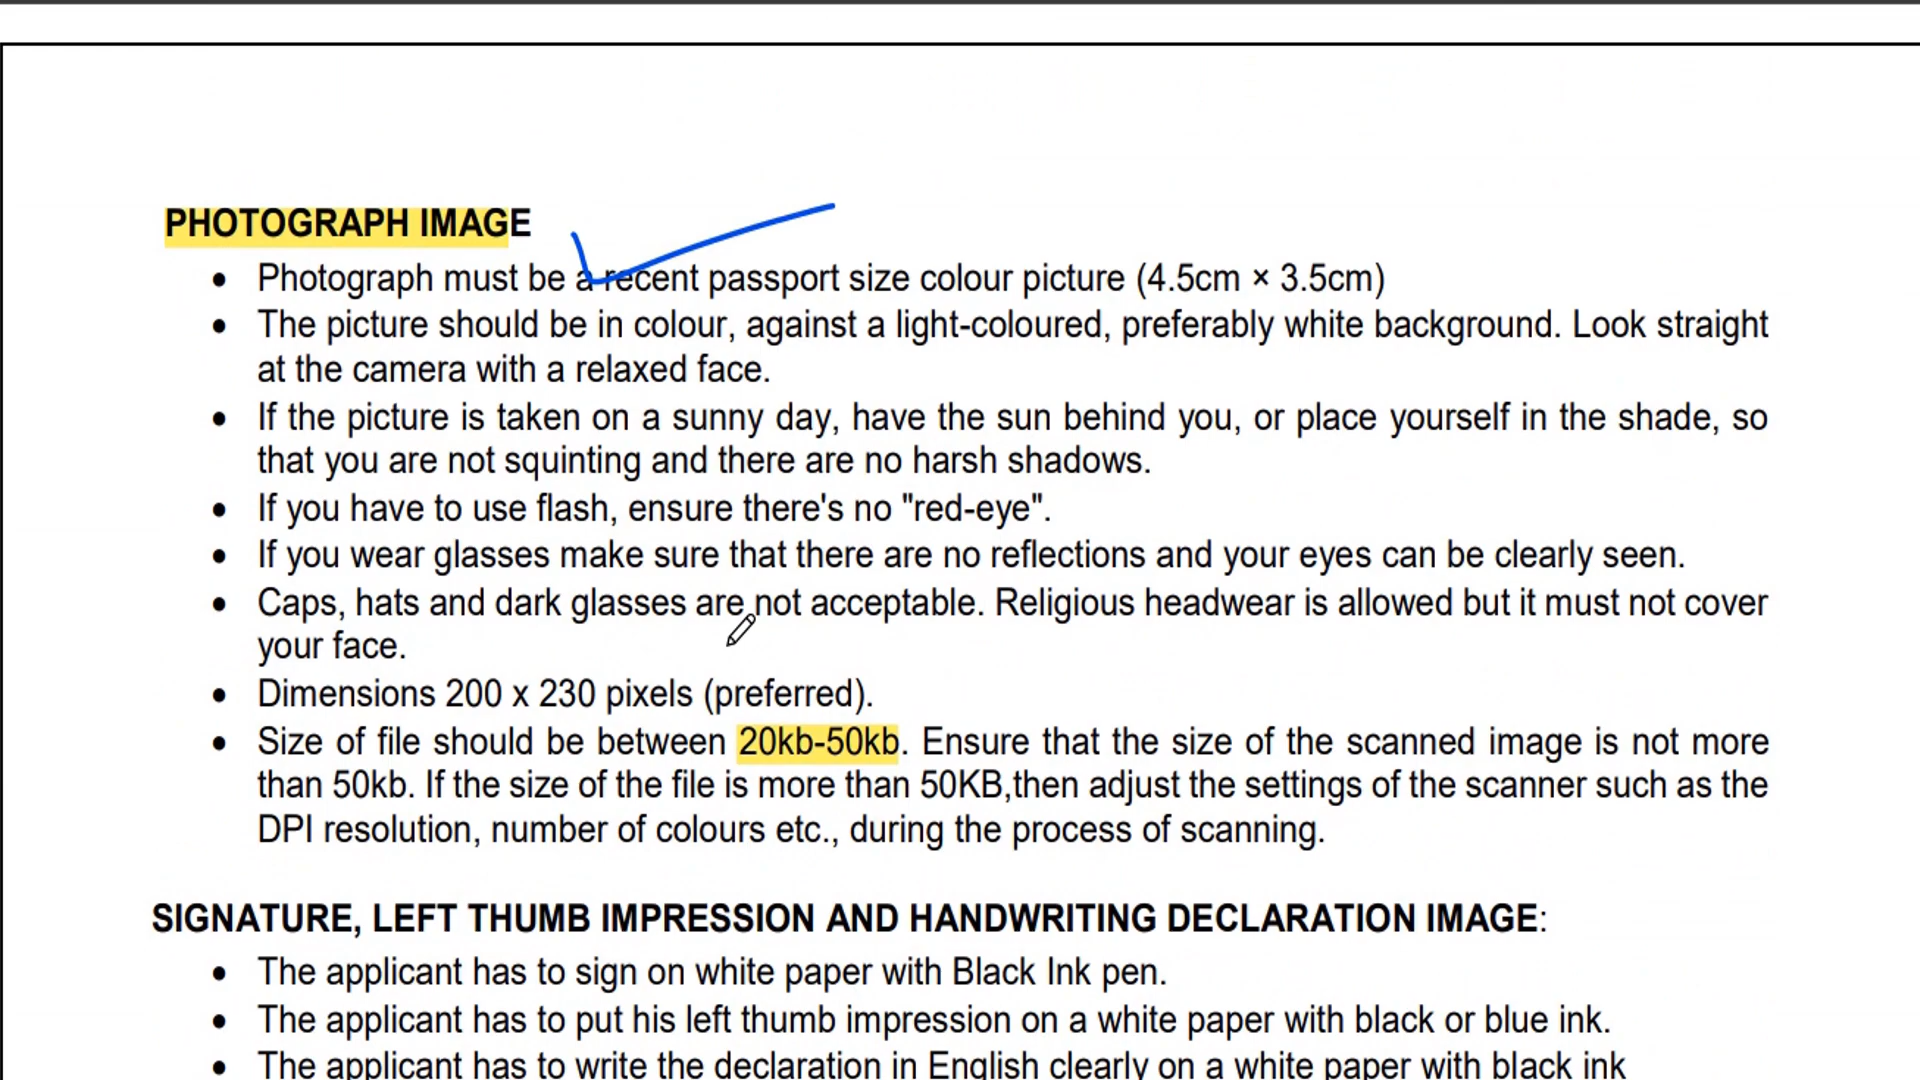 PHOTOGRAPH IMAGE
• Photograph must be a recent passport size colour picture (4.5cm × 3.5cm)
• The picture should be in colour, against a light-coloured, preferably white background. Look straight
at the camera with a relaxed face.
• If the picture is taken on a sunny day, have the sun behind you, or place yourself in the shade, so
that you are not squinting and there are no harsh shadows.
• If you have to use flash, ensure there's no "red-eye".
• If you wear glasses make sure that there are no reflections and your eyes can be clearly seen.
• Caps, hats and dark glasses are not acceptable. Religious headwear is allowed but it must not cover
your face.
• Dimensions 200 x 230 pixels (preferred).
• Size of file should be between 20kb-50kb. Ensure that the size of the scanned image is not more
than 50kb. If the size of the file is more than 50KB,then adjust the settings of the scanner such as the
DPI resolution, number of colours etc., during the process of scanning.
SIGNATURE, LEFT THUMB IMPRESSION AND HANDWRITING DECLARATION IMAGE:
• The applicant has to sign on white paper with Black Ink pen.
• The applicant has to put his left thumb impression on a white paper with black or blue ink.
• The applicant has to write the declaration in English clearly on a white paper with black ink